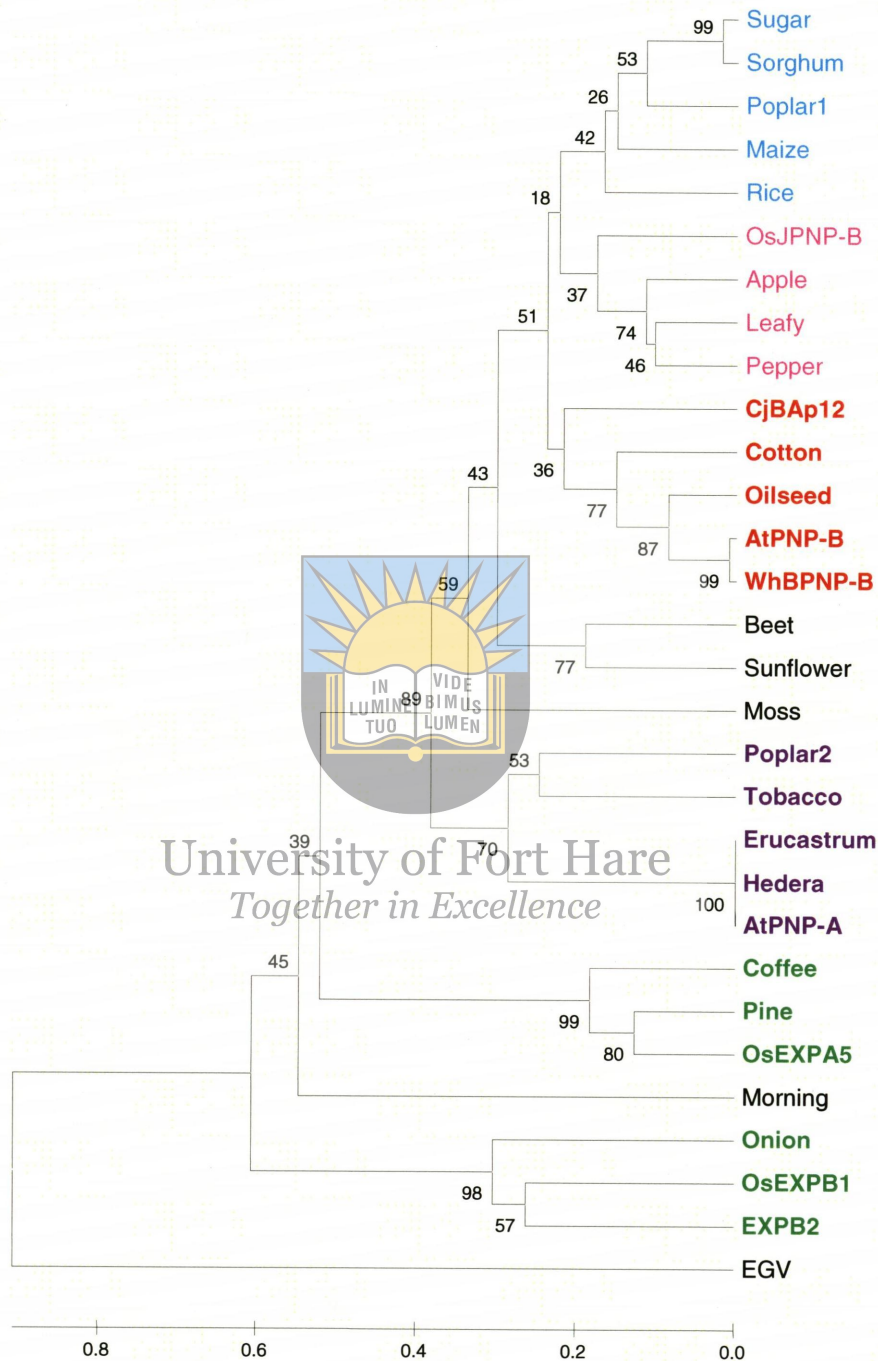 99
Sugar
Sorghum
53
Poplar1
26
Maize
42
Rice
18
OsJPNP-B
37
Apple
74
Leafy
46
Pepper
51
CjBAp12
36
Cotton
77
Oilseed
87
AtPNP-B
99
WhBPNP-B
43
Beet
77
Sunflower
59
Moss
89
IN
LUMINE
TUO
VIDE
BIMUS
LUMEN
53
Poplar2
Tobacco
70
Erucastrum
Hedera
100
AtPNP-A
39
University of Fort Hare
Together in Excellence
45
Coffee
99
Pine
80
OsEXPA5
Morning
Onion
98
OsEXPB1
57
EXPB2
EGV
0.8 0.6 0.4 0.2 0.0